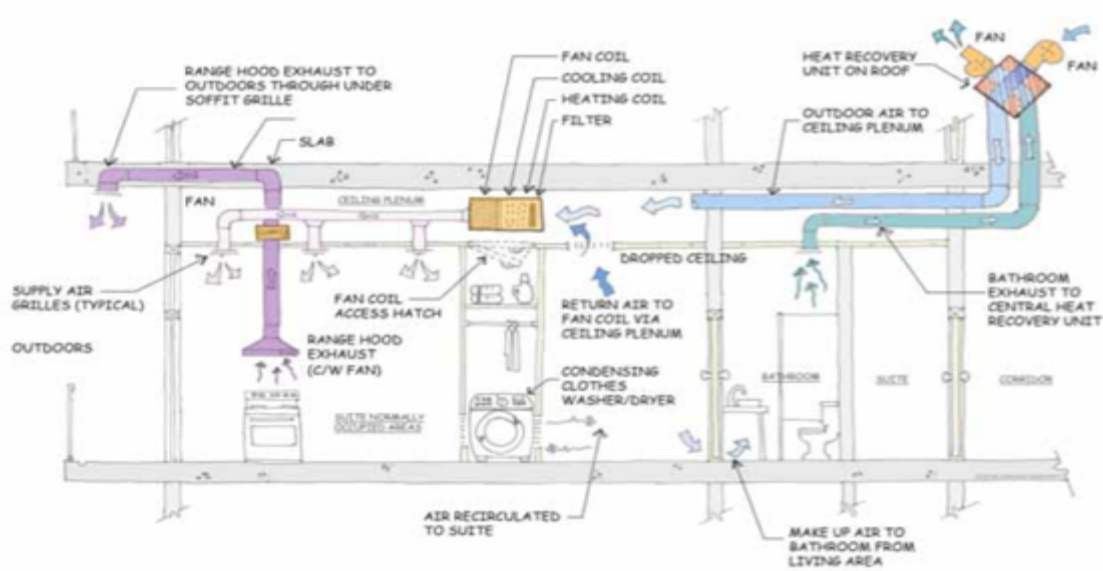 FAN
FAN
HEAT RECOVERY
UNIT ON ROOF
RANGE HOOD EXHAUST TO
OUTDOORS THROUGH UNDER
SOFFIT GRILLE
SLAB
FAN COIL
COOLING COIL
HEATING COIL
FILTER
OUTDOOR AIR TO
CEILING PLENUM
FAN
CEILING PLENUM
DROPPED CEILING
SUPPLY AIR
GRILLES (TYPICAL)
FAN COIL
ACCESS HATCH
RETURN AIR TO
FAN COIL VIA
CEILING PLENUM
BATHROOM
EXHAUST TO
CENTRAL HEAT
RECOVERY UNIT
OUTDOORS
RANGE HOOD
EXHAUST
(C/W FAN)
CONDENSING
CLOTHES
WASHER/DRYER
BATHROOM
SUITE
CORRIDOR
SUITE NORMALLY
OCCUPIED AREAS
AIR RECIRCULATED
TO SUITE
MAKE UP AIR TO
BATHROOM FROM
LIVING AREA